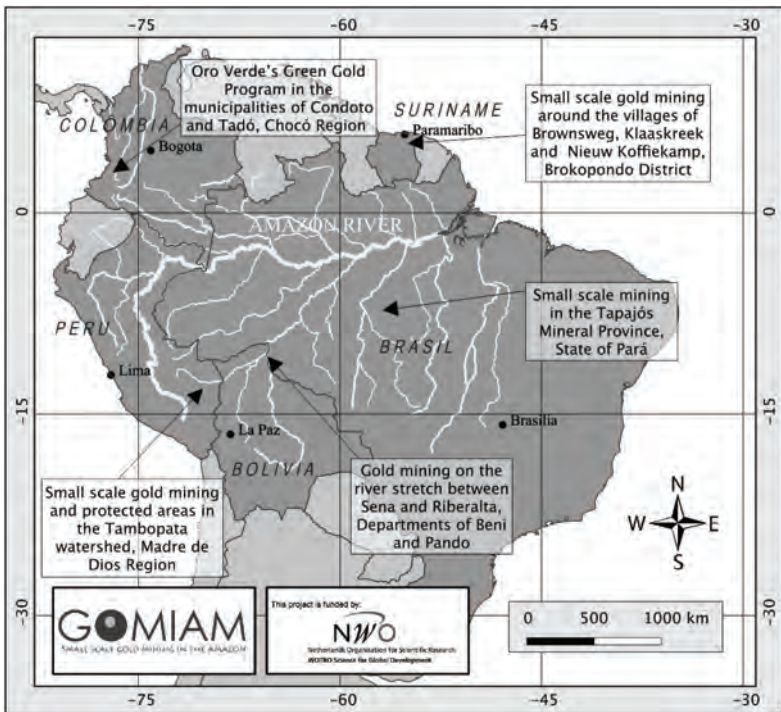 -75
-60
-45
-30
Oro Verde's Green Gold
Program in the
municipalities of Condoto
and Tadó, Chocó Region
SURINAME
Paramaribo
Small scale gold mining
around the villages of
Brownsweg, Klaaskreek
and Nieuw Koffiekamp,
Brokopondo District
COLOMBIA
Bogota
0
0
AMAZON RIVER
Small scale mining
in the Tapajós
Mineral Province,
State of Pará
PERU
BRASIL
Lima
-15
-15
La Paz
Brasilia
BOLIVIA
Small scale gold mining
and protected areas in
the Tambopata
watershed, Madre de
Dios Region
Gold mining on the
river stretch between
Sena and Riberalta,
Departments of Beni
and Pando
N
W
E
S
GOMIAM
SMALL SCALE GOLD MINING IN THE AMAZON
This project is funded by:
NWO
Netherlands Organisation for Scientific Research
WOTRO Science for Global Development
0 500 1000 km
-30
-30
-75
-60
-45
-30